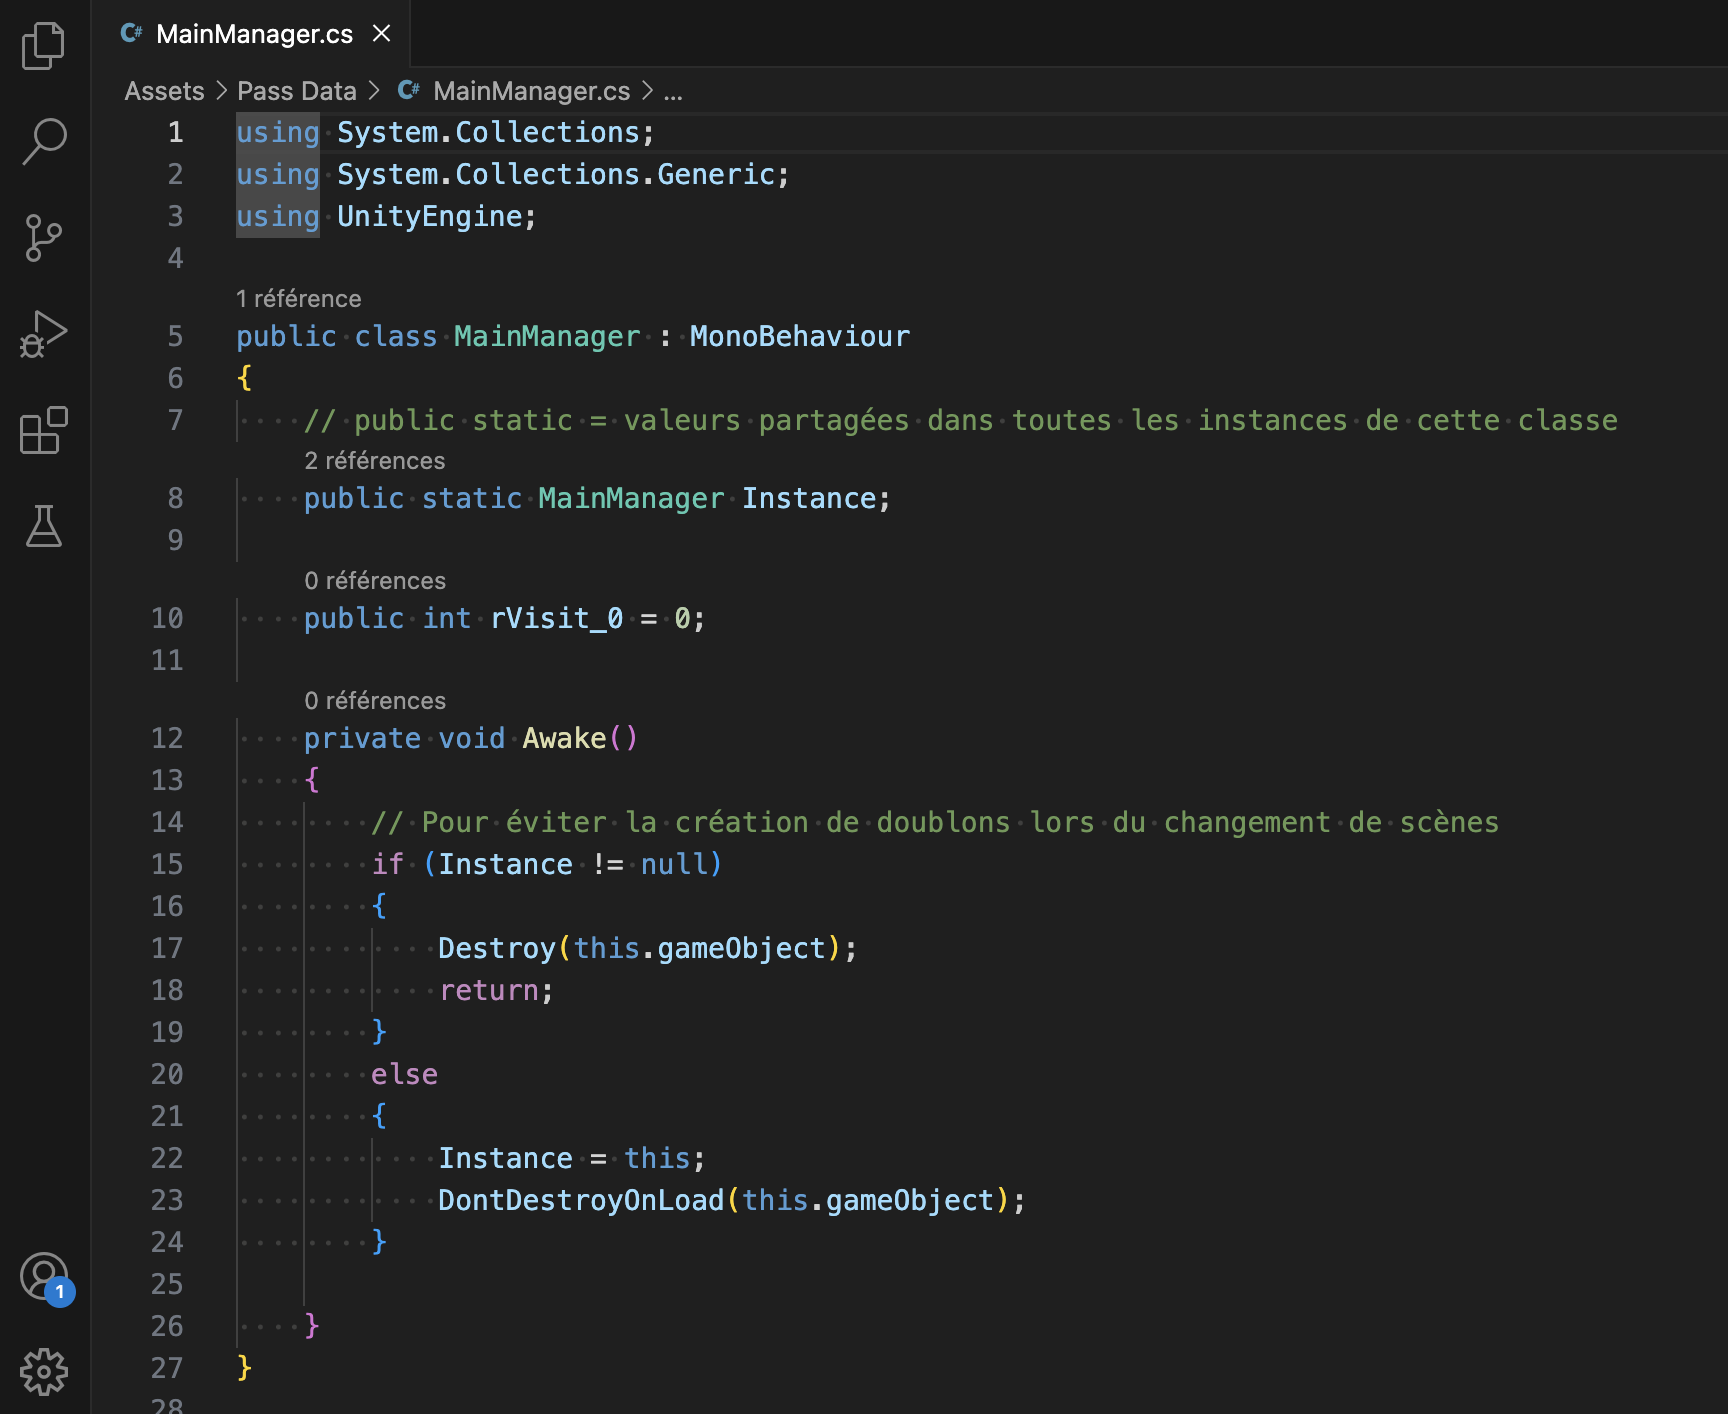 C# MainManager.cs ×
Assets > Pass Data > C# MainManager.cs > ...
1 using System.Collections;
2 using System.Collections.Generic;
3 using UnityEngine;
4
1 référence
5 public class MainManager : MonoBehaviour
6 {
7 // public static = valeurs partagées dans toutes les instances de cette classe
2 références
8 public static MainManager Instance;
9
0 références
10 public int rVisit_0 = 0;
11
0 références
12 private void Awake()
13 {
14 // Pour éviter la création de doublons lors du changement de scènes
15 if (Instance != null)
16 {
17 Destroy(this.gameObject);
18 return;
19 }
20 else
21 {
22 Instance = this;
23 DontDestroyOnLoad(this.gameObject);
24 }
25
26 }
27 }
28
1